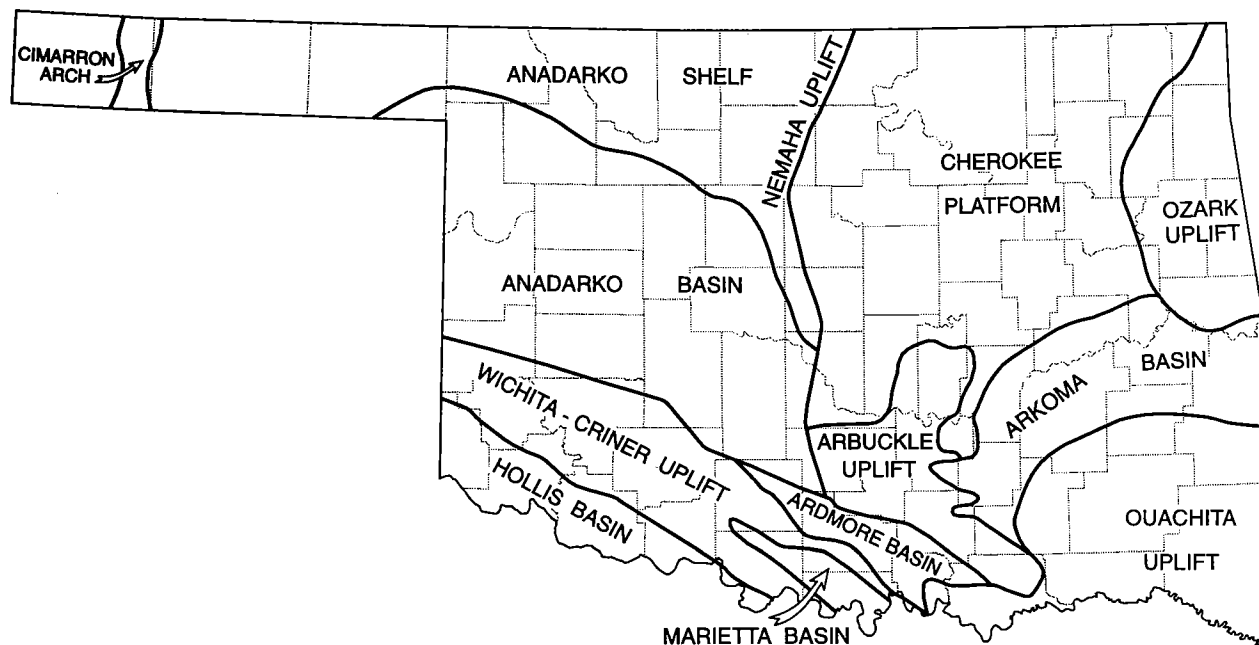 CIMARRON
ARCH
ANADARKO SHELF
NEMAHA UPLIFT
CHEROKEE
PLATFORM
OZARK
UPLIFT
ANADARKO BASIN
WICHITA - CRINER UPLIFT
HOLLIS BASIN
ARBUCKLE
UPLIFT
ARKOMA BASIN
ARDMORE BASIN
OUACHITA
UPLIFT
MARIETTA BASIN